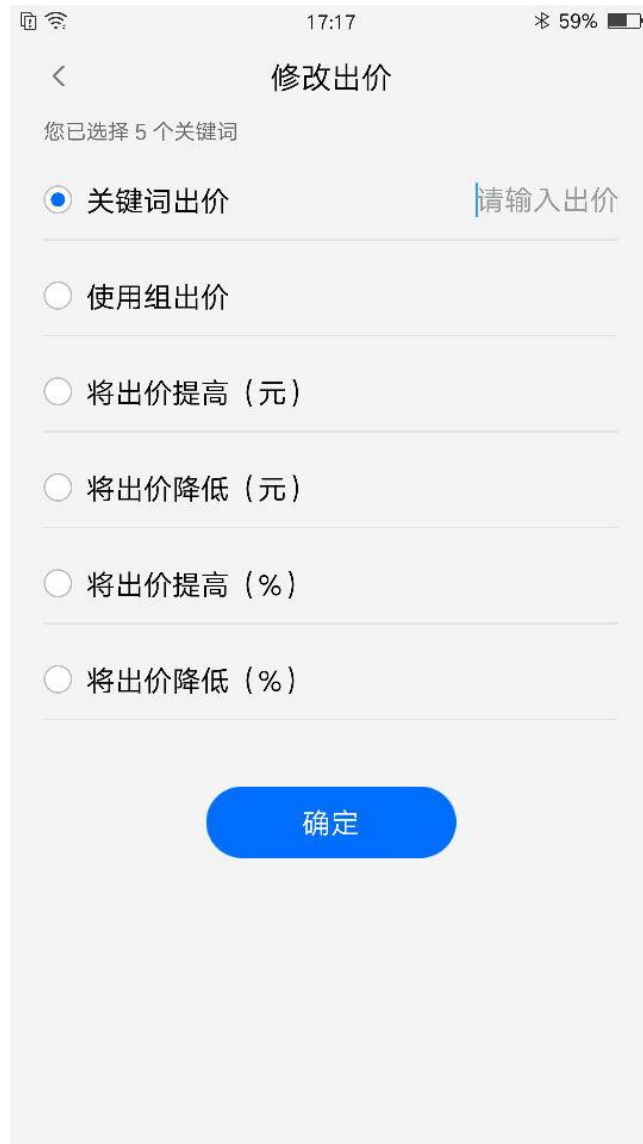 17:17
59%
修改出价
您已选择 5 个关键词
关键词出价 请输入出价
使用组出价
将出价提高（元）
将出价降低（元）
将出价提高（%）
将出价降低（%）
确定